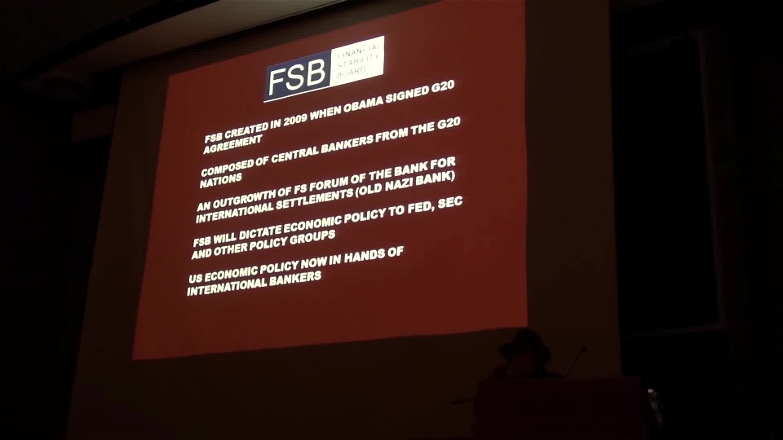 FSB
FINANCIAL
STABILITY
BOARD
FSB CREATED IN 2009 WHEN OBAMA SIGNED G20
AGREEMENT
COMPOSED OF CENTRAL BANKERS FROM THE G20
NATIONS
AN OUTGROWTH OF FS FORUM OF THE BANK FOR
INTERNATIONAL SETTLEMENTS (OLD NAZI BANK)
FSB WILL DICTATE ECONOMIC POLICY TO FED, SEC
AND OTHER POLICY GROUPS
US ECONOMIC POLICY NOW IN HANDS OF
INTERNATIONAL BANKERS